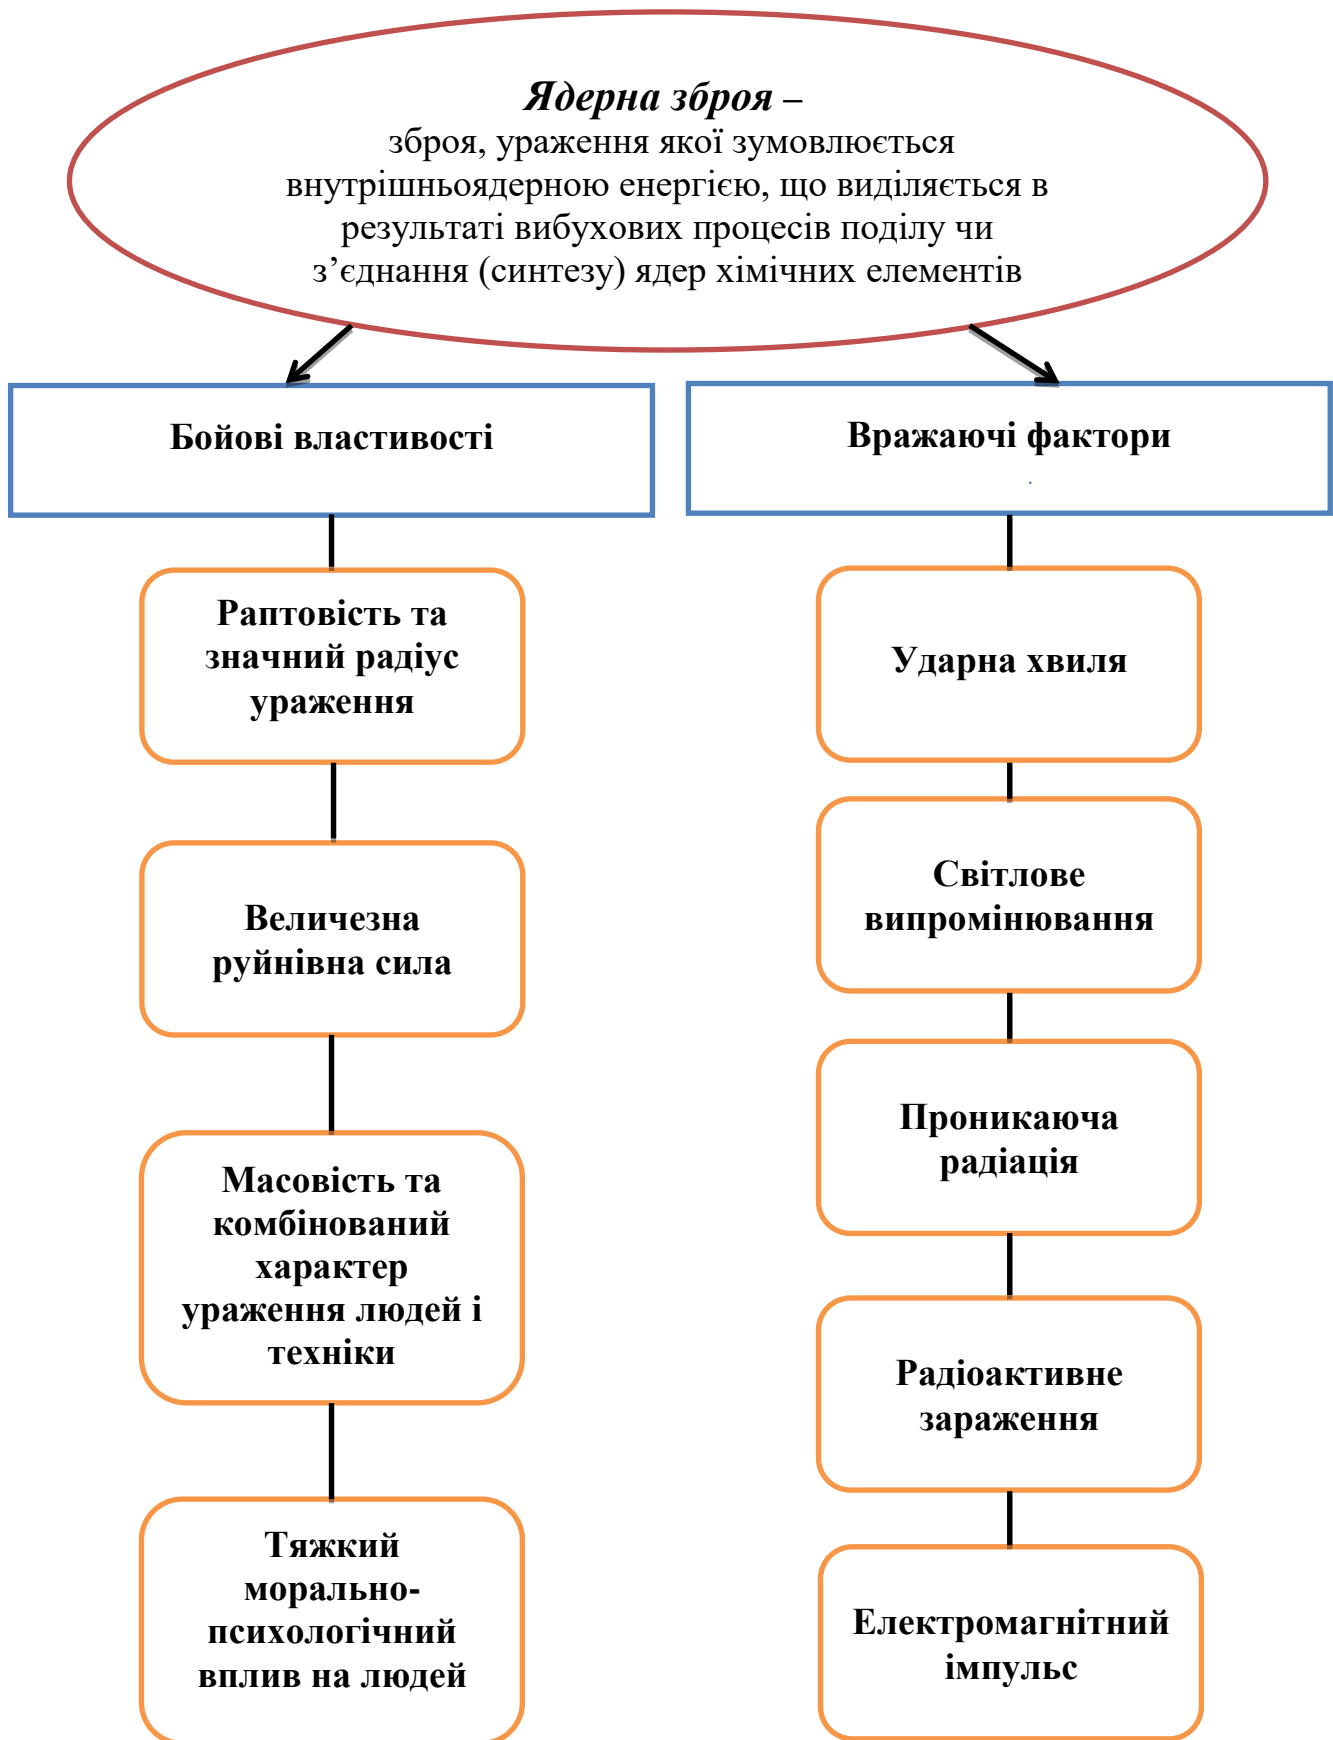 Ядерна зброя –
зброя, ураження якої зумовлюється
внутрішньоядерною енергією, що виділяється в
результаті вибухових процесів поділу чи
з’єднання (синтезу) ядер хімічних елементів
Бойові властивості
Раптовість та
значний радіус
ураження
Величезна
руйнівна сила
Масовість та
комбінований
характер
ураження людей і
техніки
Тяжкий
морально-
психологічний
вплив на людей
Вражаючі фактори
Ударна хвиля
Світлове
випромінювання
Проникаюча
радіація
Радіоактивне
зараження
Електромагнітний
імпульс